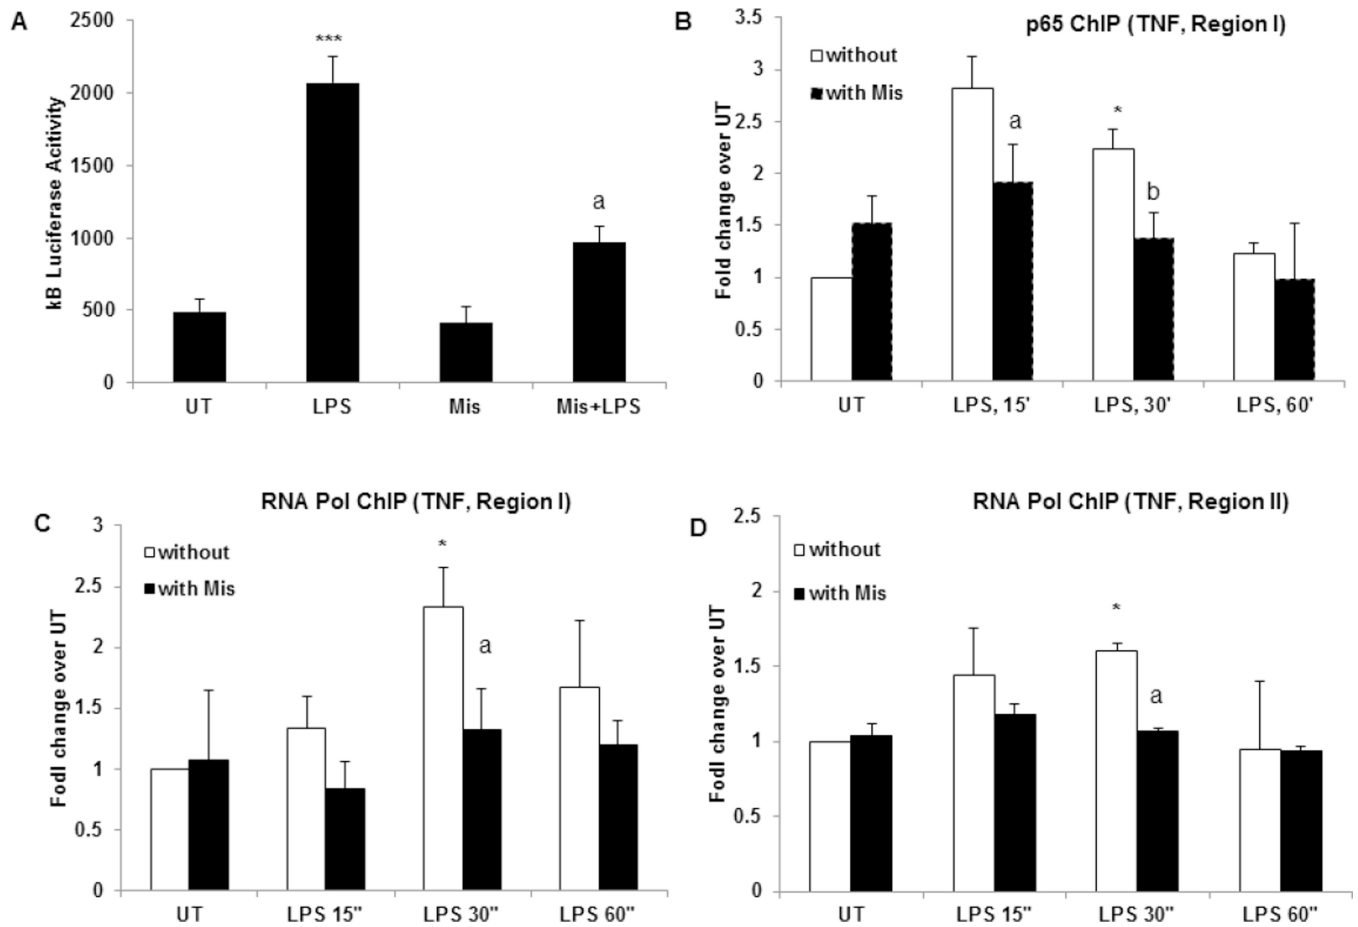 A
kB Luciferase Acitivity
2500
2000
1500
1000
500
0
***
a
UT LPS Mis Mis+LPS
B
p65 ChIP (TNF, Region I)
without
with Mis
Fold change over UT
3.5
3
2.5
2
1.5
1
0.5
0
a
*
b
UT LPS, 15' LPS, 30' LPS, 60'
C
RNA Pol ChIP (TNF, Region I)
without
with Mis
Fodl change over UT
3
2.5
2
1.5
1
0.5
0
*
a
UT LPS 15" LPS 30" LPS 60"
D
RNA Pol ChIP (TNF, Region II)
without
with Mis
Fodl change over UT
2.5
2
1.5
1
0.5
0
*
a
UT LPS 15" LPS 30" LPS 60"